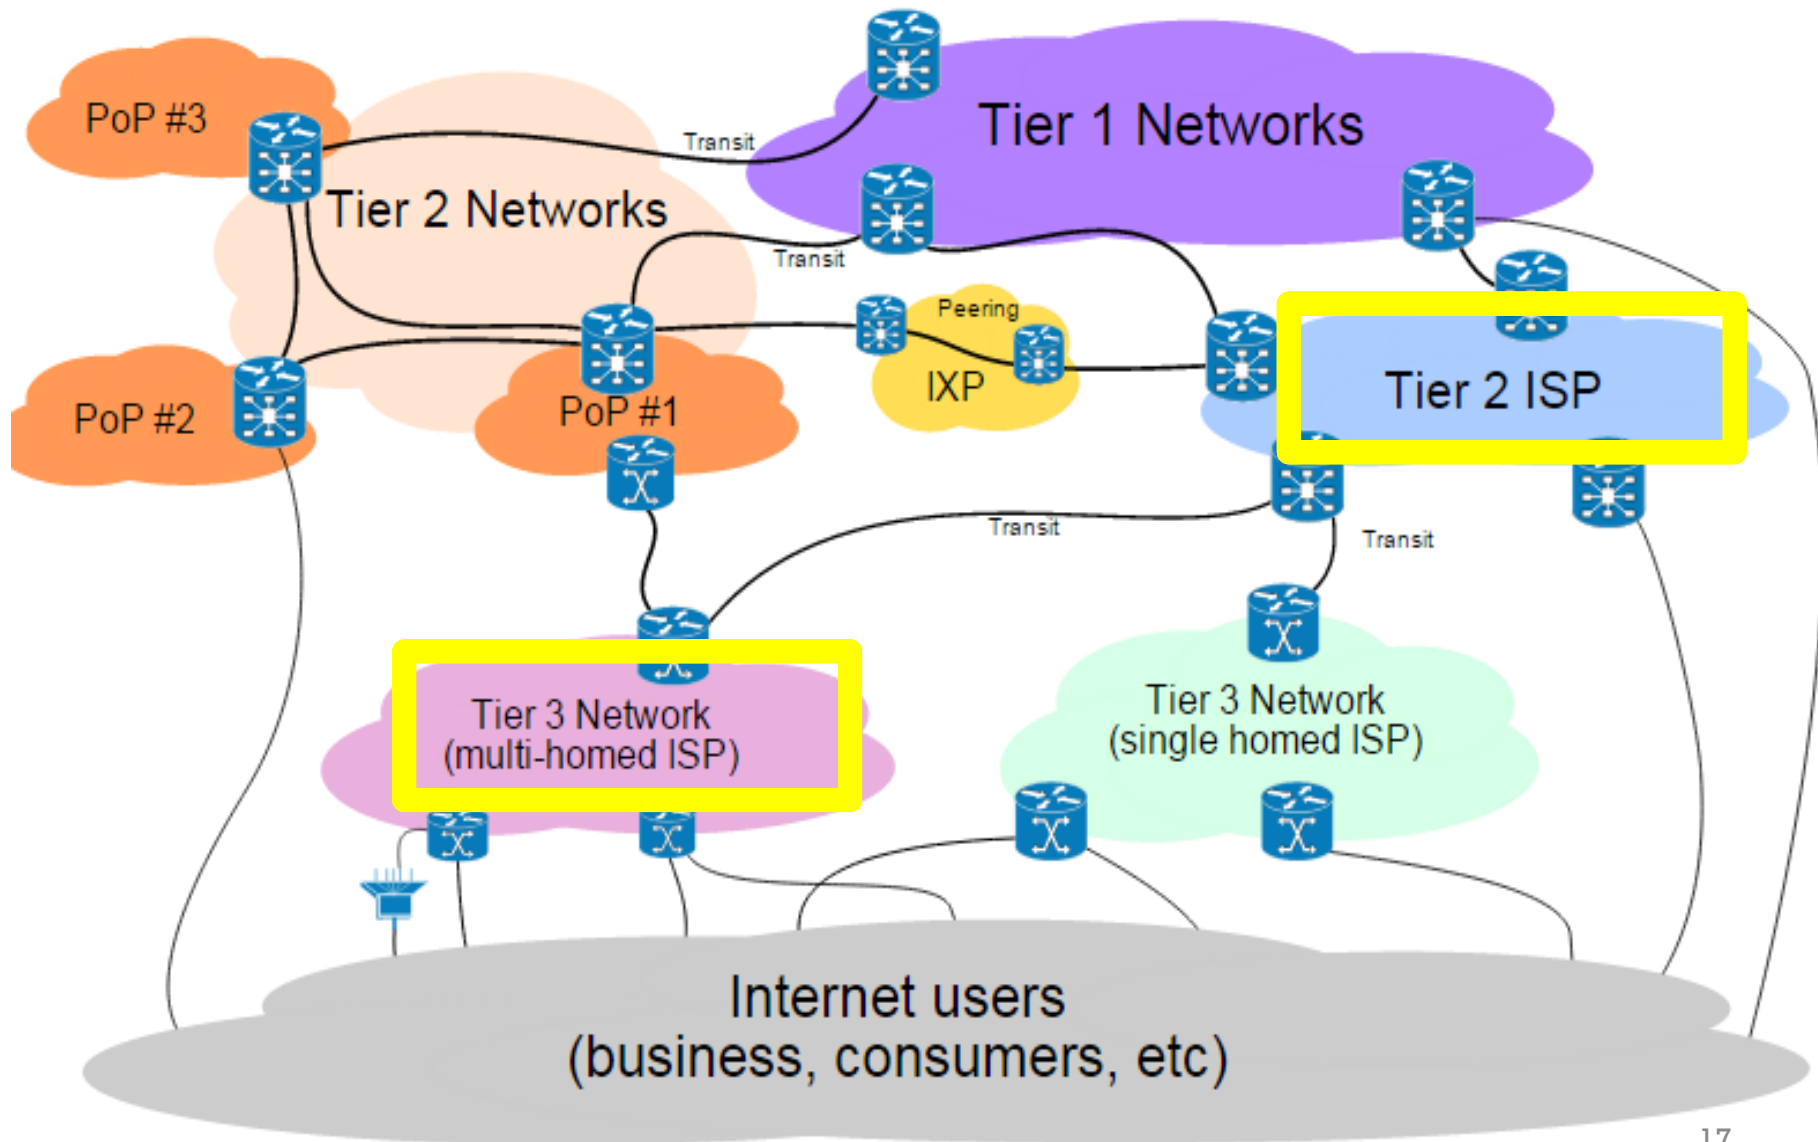 PoP #3
Transit
Tier 1 Networks
Tier 2 Networks
Transit
Peering
IXP
Tier 2 ISP
PoP #2
PoP #1
Transit
Transit
Tier 3 Network
(multi-homed ISP)
Tier 3 Network
(single homed ISP)
Internet users
(business, consumers, etc)
17